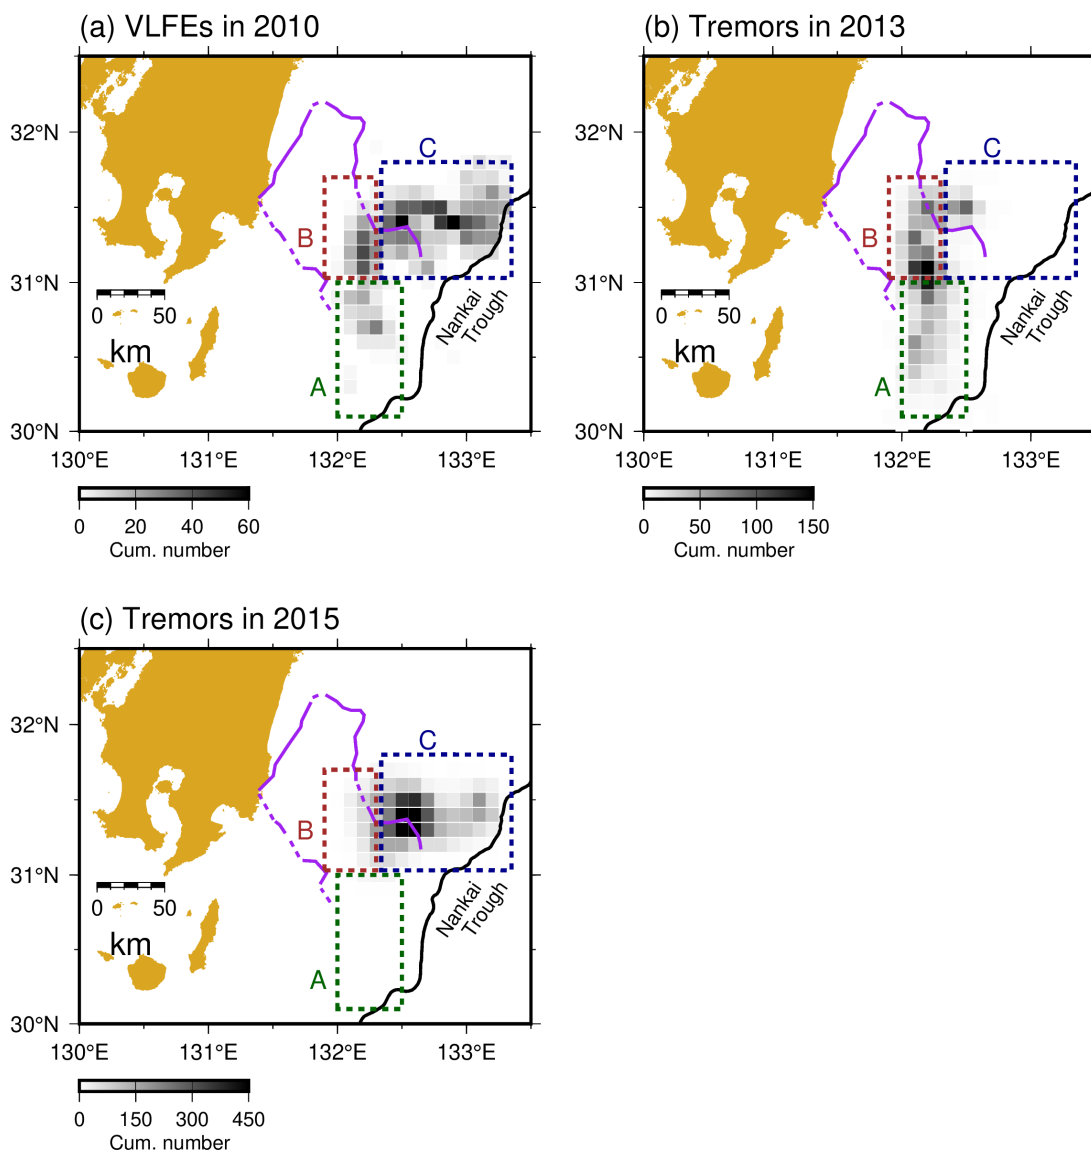 (a) VLFEs in 2010
32°N
31°N
30°N
130°E 131°E 132°E 133°E
C
B
A
Nankai
Trough
0 50
km
0 20 40 60
Cum. number
(b) Tremors in 2013
32°N
31°N
30°N
130°E 131°E 132°E 133°E
C
B
A
Nankai
Trough
0 50
km
0 50 100 150
Cum. number
(c) Tremors in 2015
32°N
31°N
30°N
130°E 131°E 132°E 133°E
C
B
A
Nankai
Trough
0 50
km
0 150 300 450
Cum. number